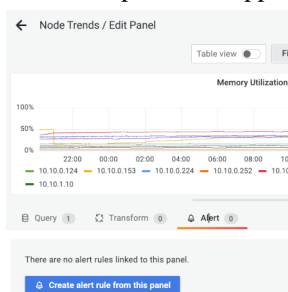 ← Node Trends / Edit Panel
Table view
Memory Utilization
100%
50%
0%
22:00 00:00 02:00 04:00 06:00 08:00
10.10.0.124 10.10.0.153 10.10.0.224 10.10.0.252
10.10.1.10
Query 1 Transform 0 Alert 0
There are no alert rules linked to this panel.
Create alert rule from this panel